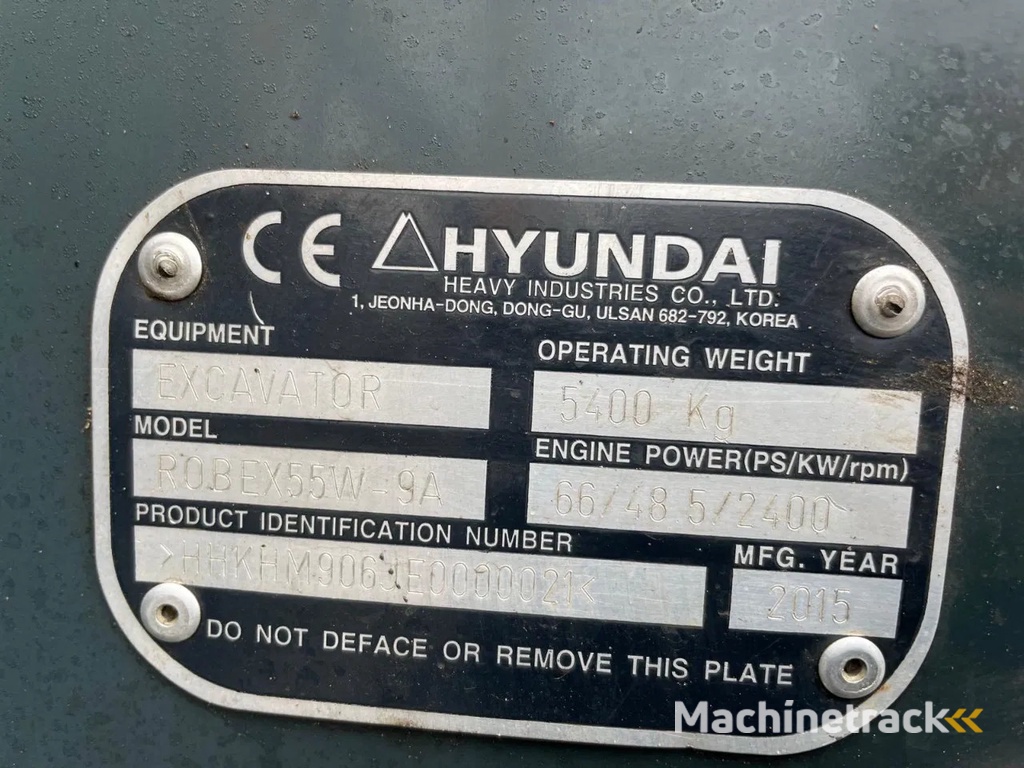 CE HYUNDAI
HEAVY INDUSTRIES CO., LTD.
1, JEONHA-DONG, DONG-GU, ULSAN 682-792, KOREA
EQUIPMENT
EXCAVATOR
OPERATING WEIGHT
5400 Kg
MODEL
ROBEX55W-9A
ENGINE POWER(PS/KW/rpm)
66/48.5/2400
PRODUCT IDENTIFICATION NUMBER
>HHKHM906JE0000021<
MFG. YEAR
2015
DO NOT DEFACE OR REMOVE THIS PLATE
Machinetrack